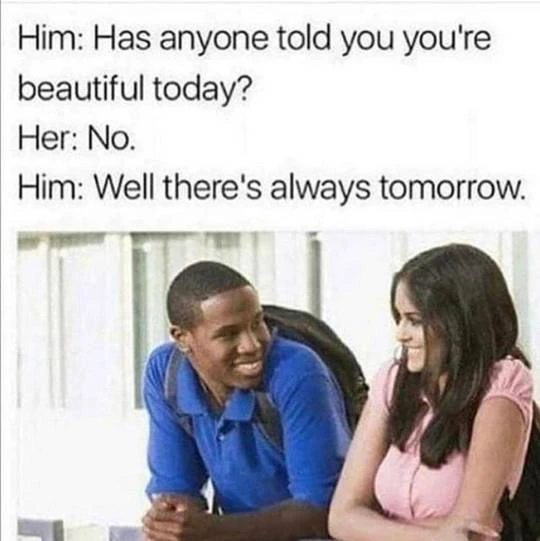 Him: Has anyone told you you're
beautiful today?
Her: No.
Him: Well there's always tomorrow.